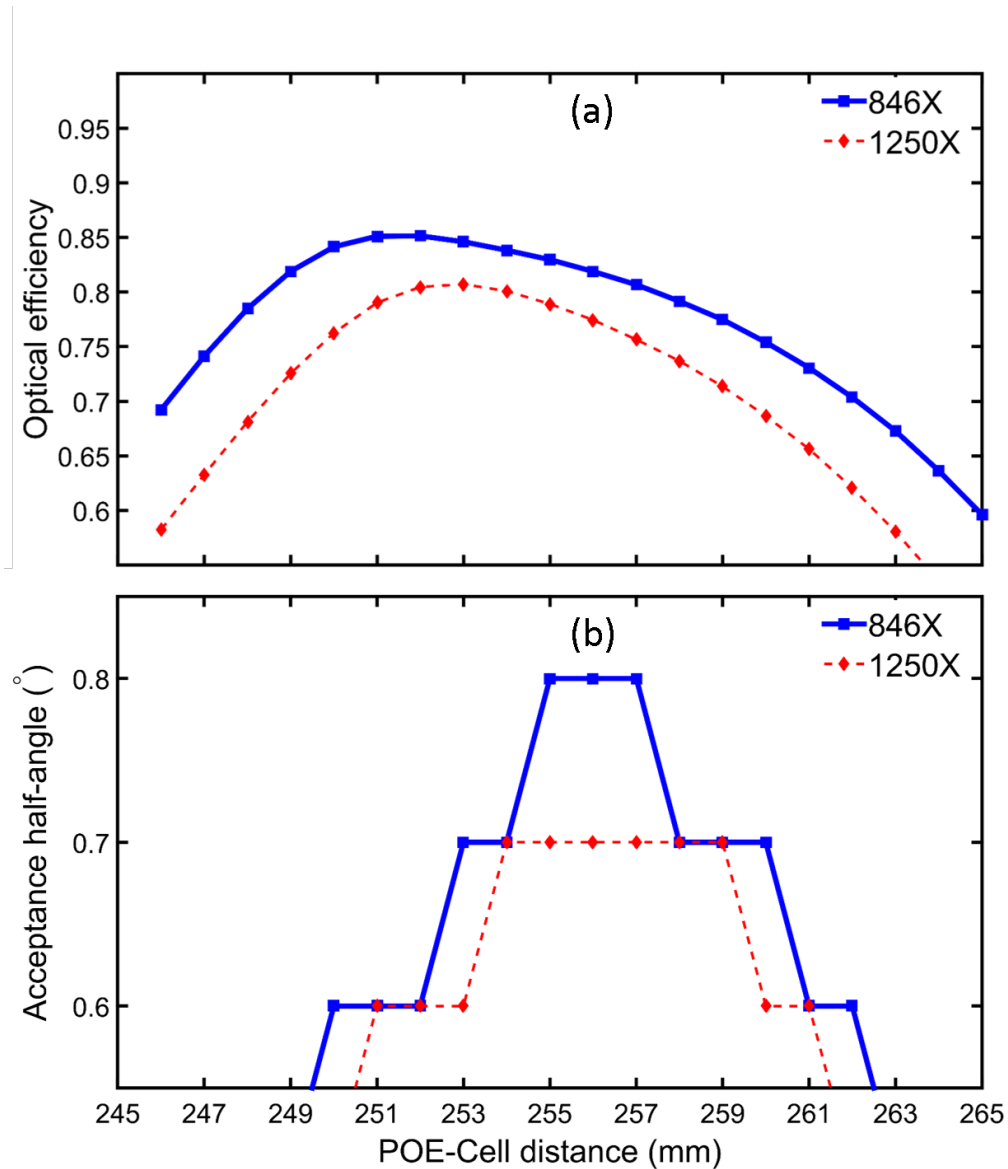 (a)
846X
1250X
0.95
0.9
0.85
0.8
0.75
0.7
0.65
0.6
Optical efficiency
(b)
846X
1250X
0.8
0.7
0.6
Acceptance half-angle (°)
245 247 249 251 253 255 257 259 261 263 265
POE-Cell distance (mm)